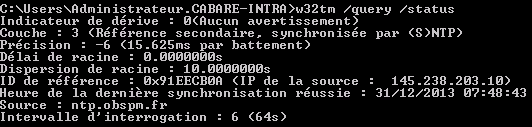 C:\Users\Administrateur.CABARE-INTRA>w32tm /query /status
Indicateur de dérive : 0(Aucun avertissement)
Couche : 3 (Référence secondaire, synchronisée par (S)NTP)
Précision : -6 (15.625ms par battement)
Délai de racine : 0.0000000s
Dispersion de racine : 10.0000000s
ID de référence : 0x91EECB0A (IP de la source :  145.238.203.10)
Heure de la dernière synchronisation réussie : 31/12/2013 07:48:43
Source : ntp.obspm.fr
Intervalle d'interrogation : 6 (64s)